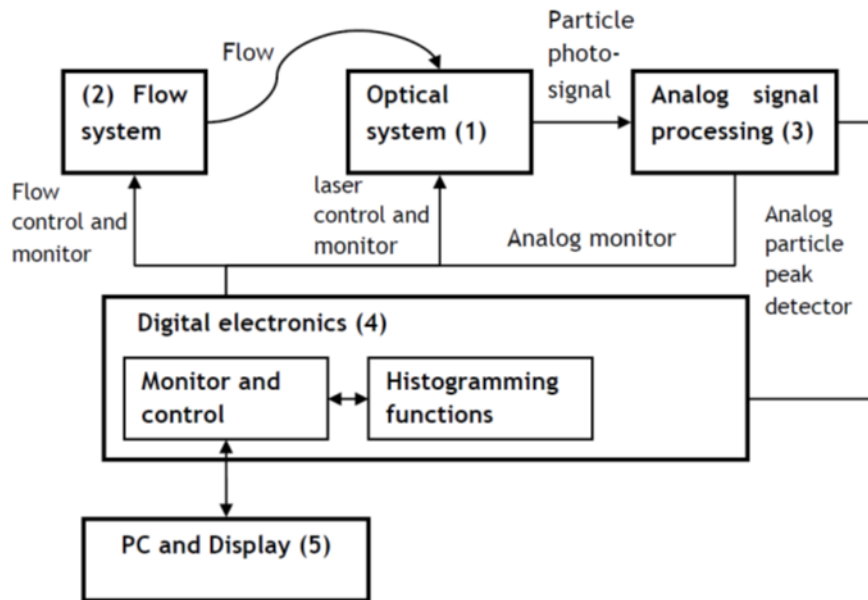 Flow
Particle
photo-
signal
(2) Flow
system
Optical
system (1)
Analog signal
processing (3)
Flow
control and
monitor
laser
control and
monitor
Analog monitor
Analog
particle
peak
detector
Digital electronics (4)
Monitor and
control
Histogramming
functions
PC and Display (5)